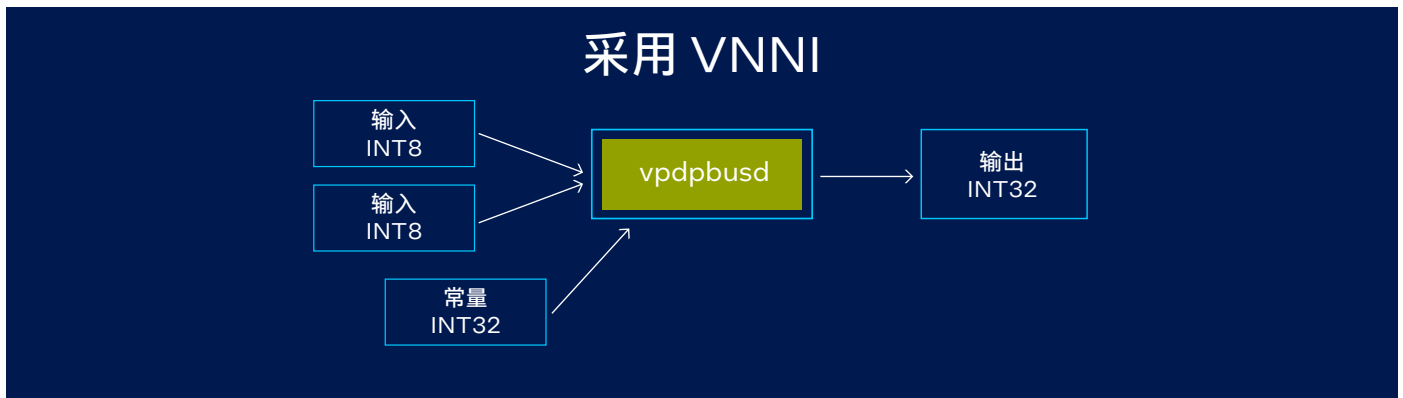 采用 VNNI
输入
INT8
输入
INT8
常量
INT32
vpdpbusd
输出
INT32